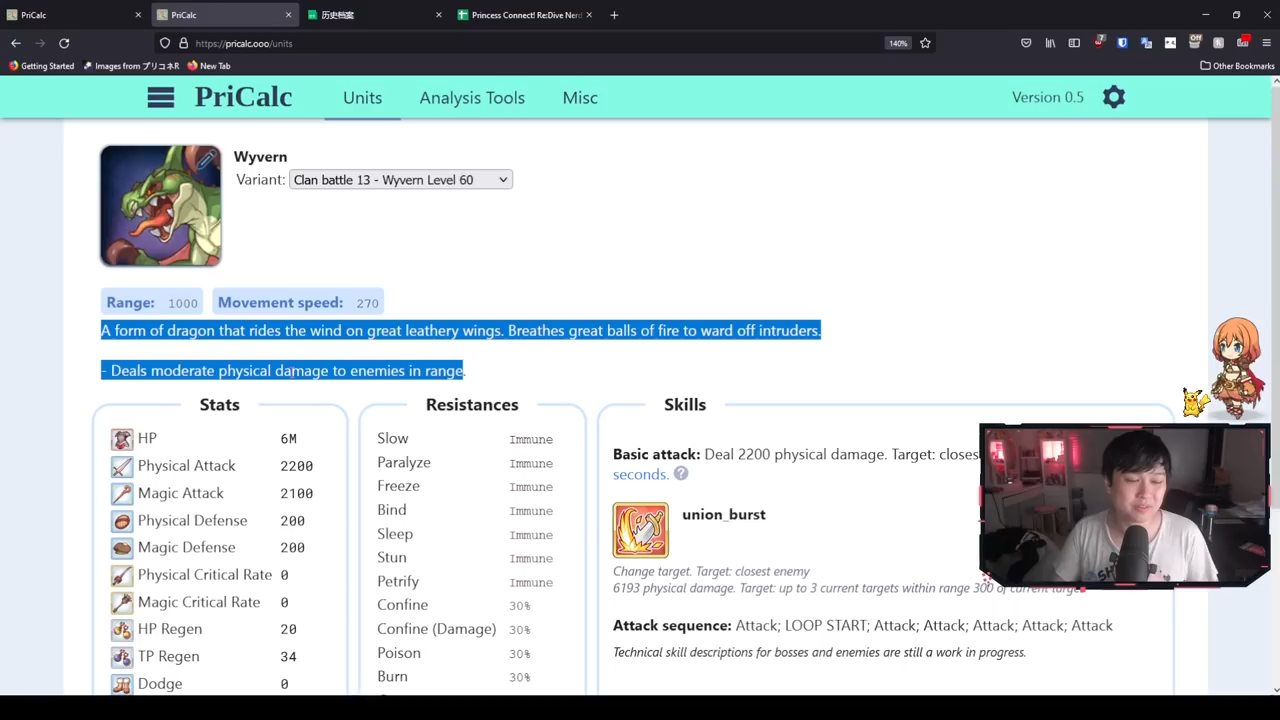 PriCalc
PriCalc
历史档案
Princess Connect! Re:Dive Nerd
https://pricalc.ooo/units
140%
7
Off
Getting Started
Images from プリコネR
New Tab
Other Bookmarks
PriCalc
Units
Analysis Tools
Misc
Version 0.5
Wyvern
Variant: Clan battle 13 - Wyvern Level 60
Range: 1000
Movement speed: 270
A form of dragon that rides the wind on great leathery wings. Breathes great balls of fire to ward off intruders.
- Deals moderate physical damage to enemies in range.
Stats
HP 6M
Physical Attack 2200
Magic Attack 2100
Physical Defense 200
Magic Defense 200
Physical Critical Rate 0
Magic Critical Rate 0
HP Regen 20
TP Regen 34
Dodge 0
Resistances
Slow Immune
Paralyze Immune
Freeze Immune
Bind Immune
Sleep Immune
Stun Immune
Petrify Immune
Confine 30%
Confine (Damage) 30%
Poison 30%
Burn 30%
Skills
Basic attack: Deal 2200 physical damage. Target: closes
seconds. ?
union_burst
Change target. Target: closest enemy
6193 physical damage. Target: up to 3 current targets within range 300 of current targe
Attack sequence: Attack; LOOP START; Attack; Attack; Attack; Attack; Attack
Technical skill descriptions for bosses and enemies are still a work in progress.